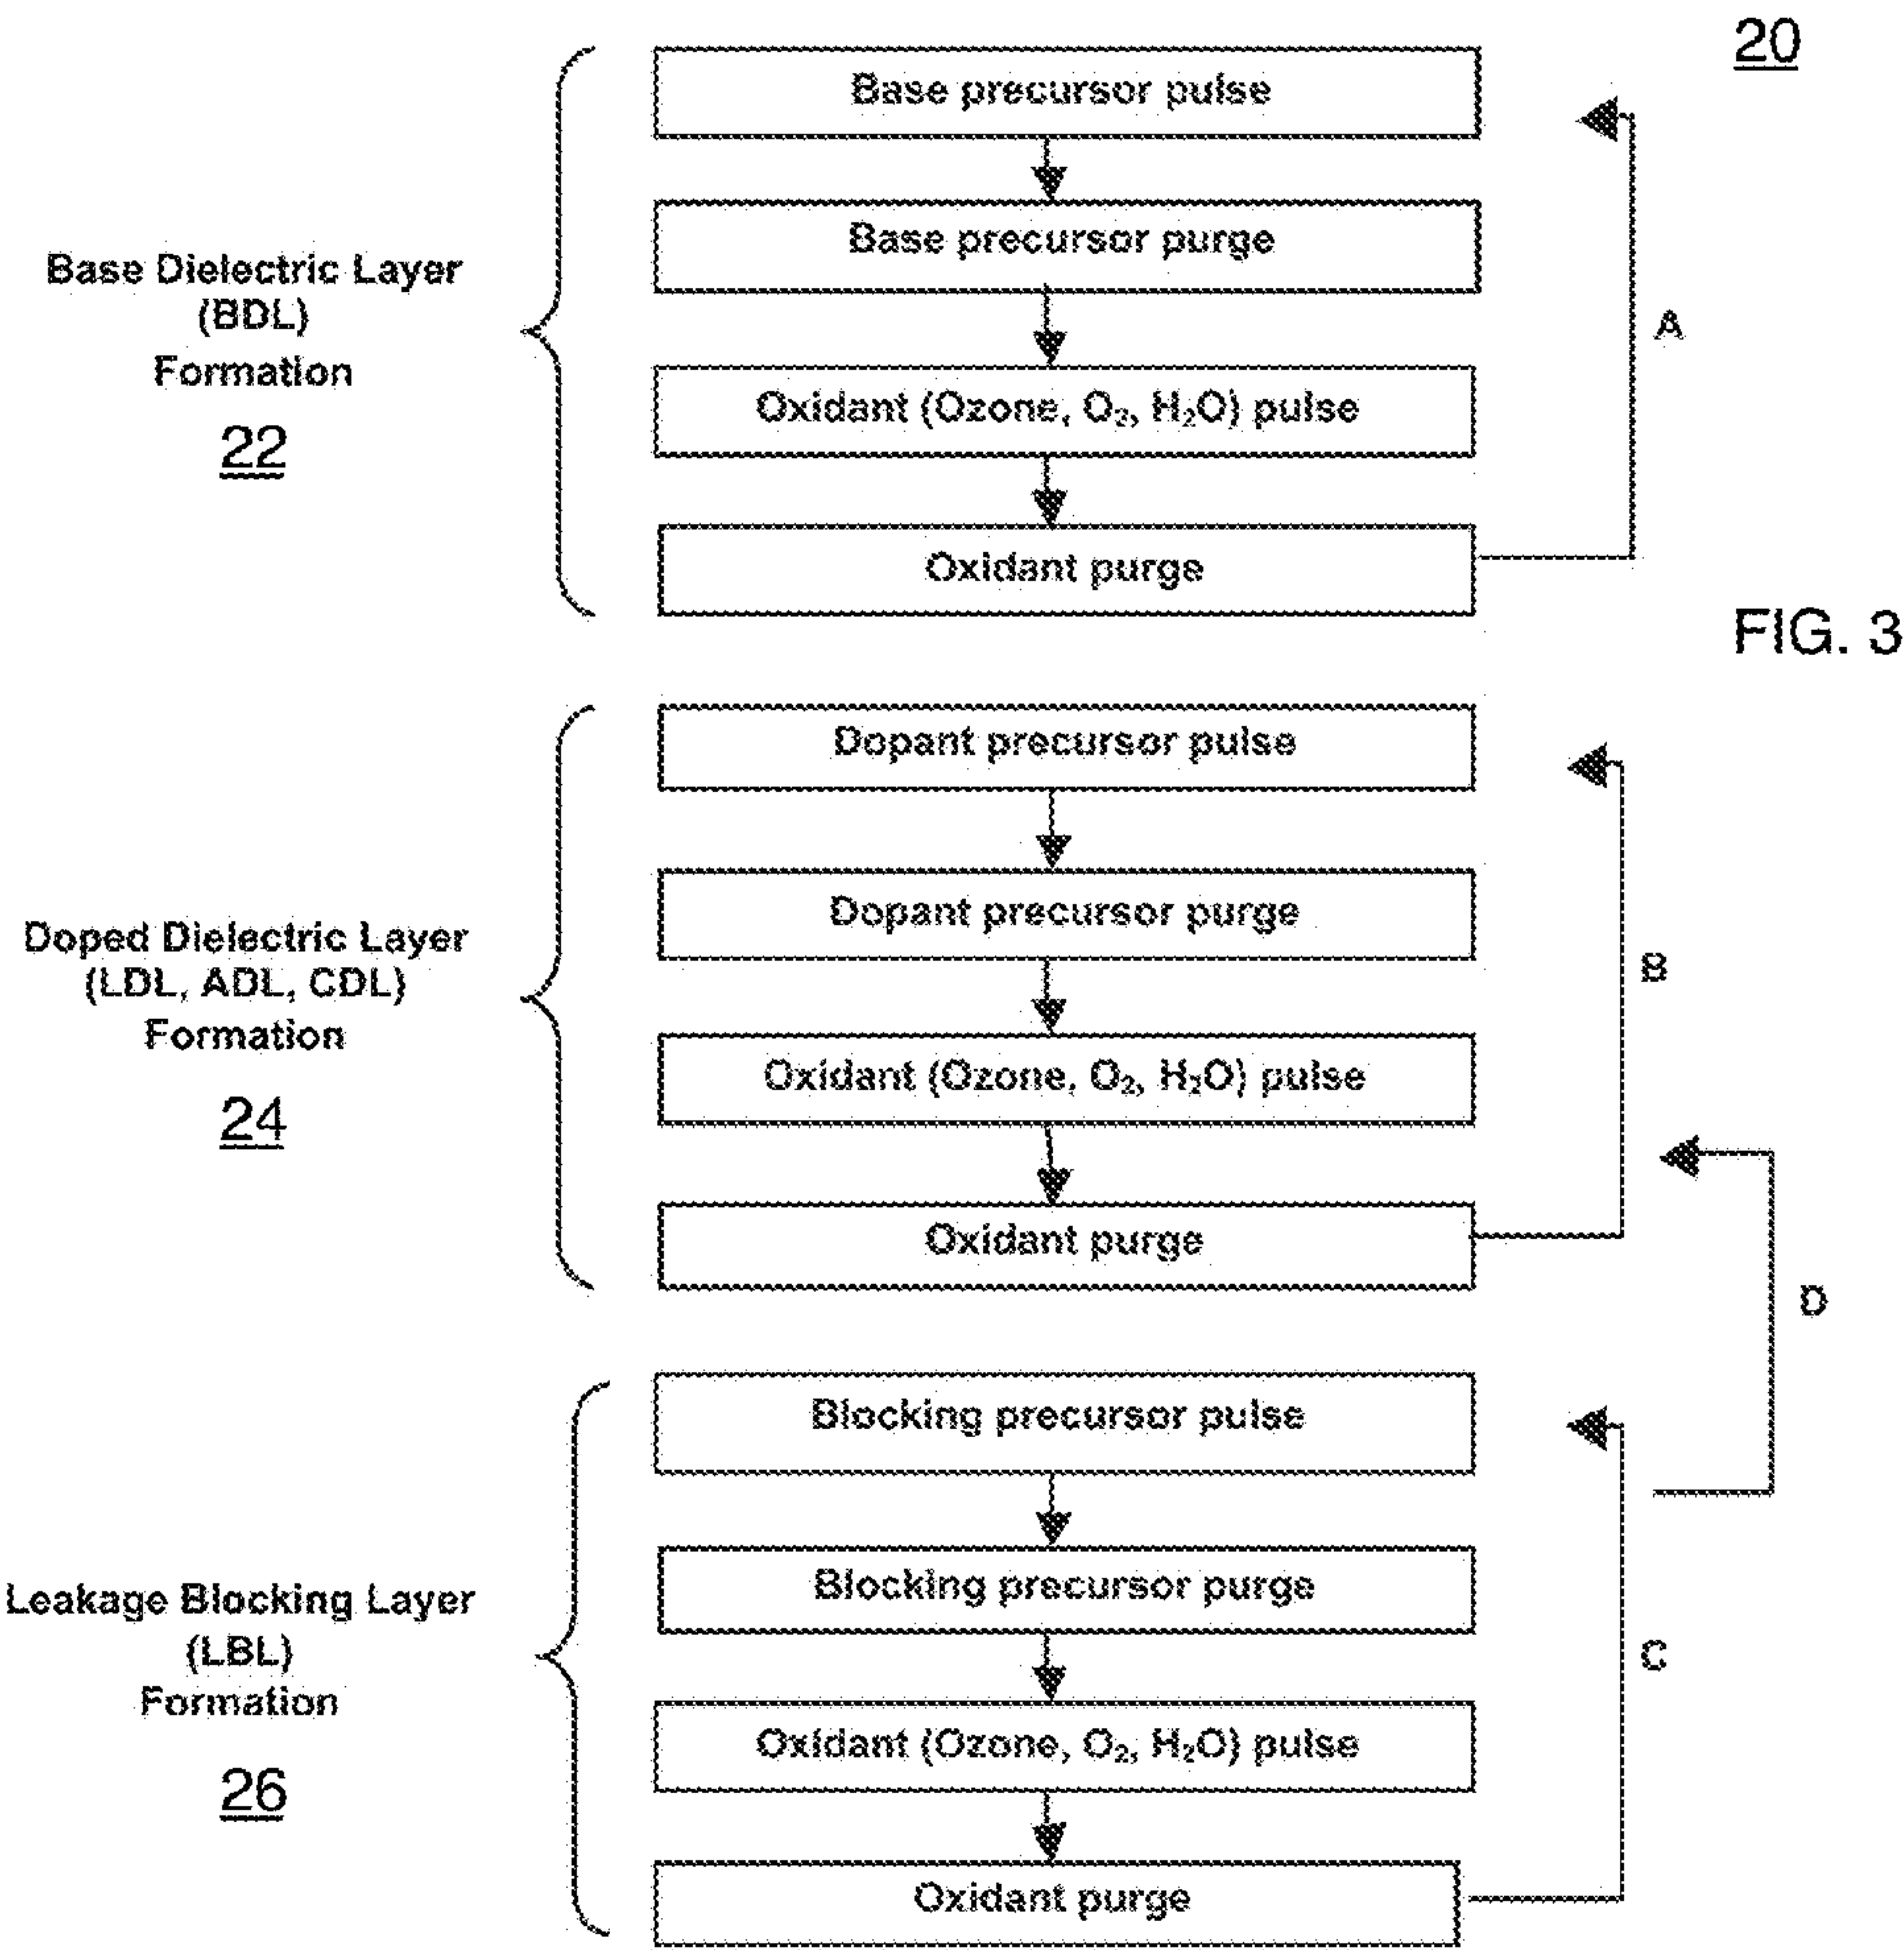 20
Base precursor pulse
Base precursor purge
Base Dielectric Layer
(BDL)
Formation
22
Oxidant (Ozone, O₂, H₂O) pulse
Oxidant purge
A
FIG. 3
Dopant precursor pulse
Dopant precursor purge
Doped Dielectric Layer
(LDL, ADL, CDL)
Formation
24
Oxidant (Ozone, O₂, H₂O) pulse
Oxidant purge
B
D
Blocking precursor pulse
Blocking precursor purge
Leakage Blocking Layer
(LBL)
Formation
26
Oxidant (Ozone, O₂, H₂O) pulse
Oxidant purge
C